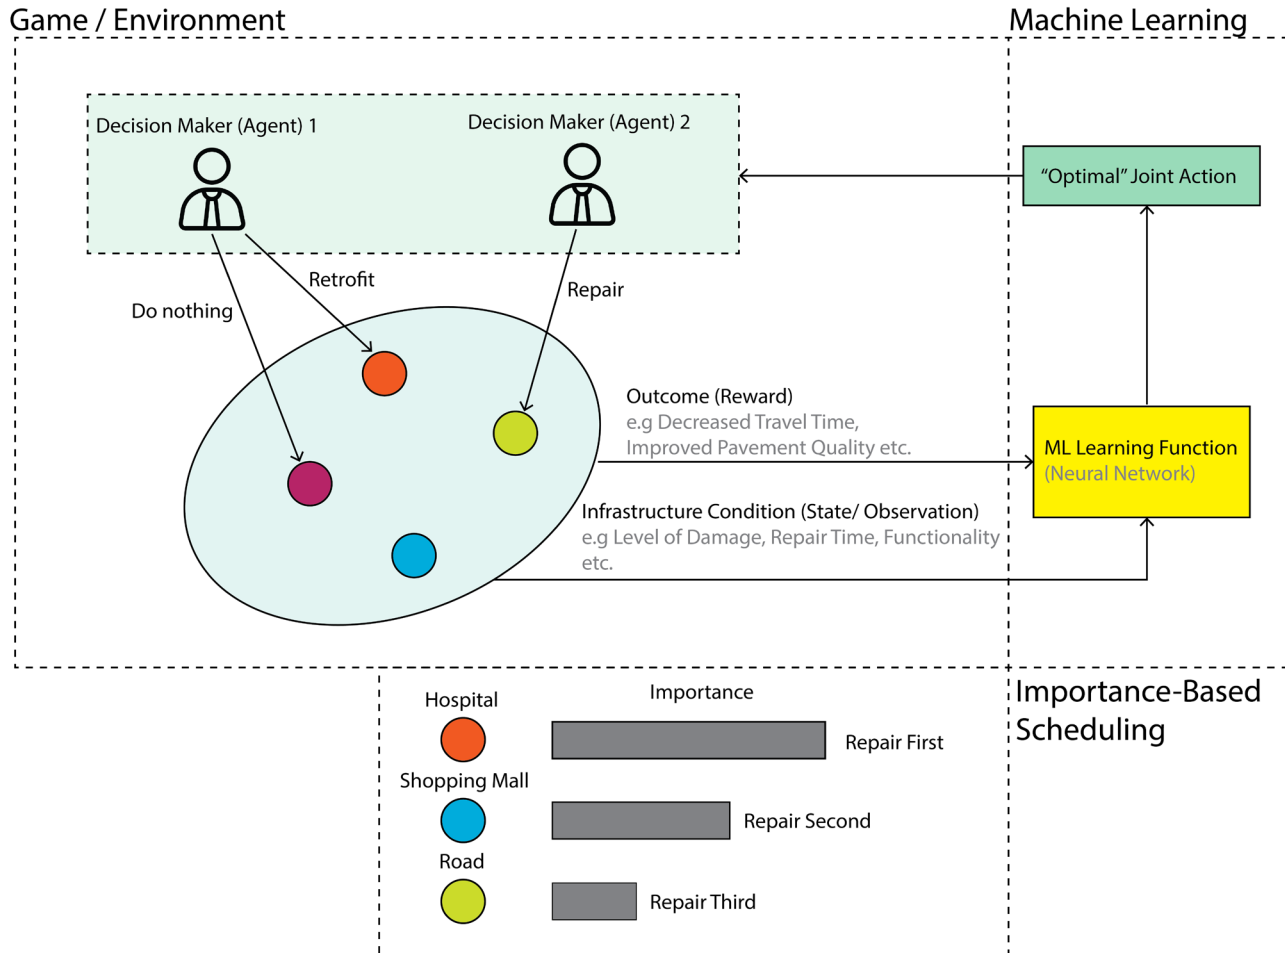 Game / Environment
Machine Learning
Decision Maker (Agent) 1
Decision Maker (Agent) 2
"Optimal" Joint Action
Retrofit
Do nothing
Repair
Outcome (Reward)
e.g Decreased Travel Time,
Improved Pavement Quality etc.
ML Learning Function
(Neural Network)
Infrastructure Condition (State/ Observation)
e.g Level of Damage, Repair Time, Functionality
etc.
Importance-Based
Scheduling
Hospital
Importance
Repair First
Shopping Mall
Repair Second
Road
Repair Third